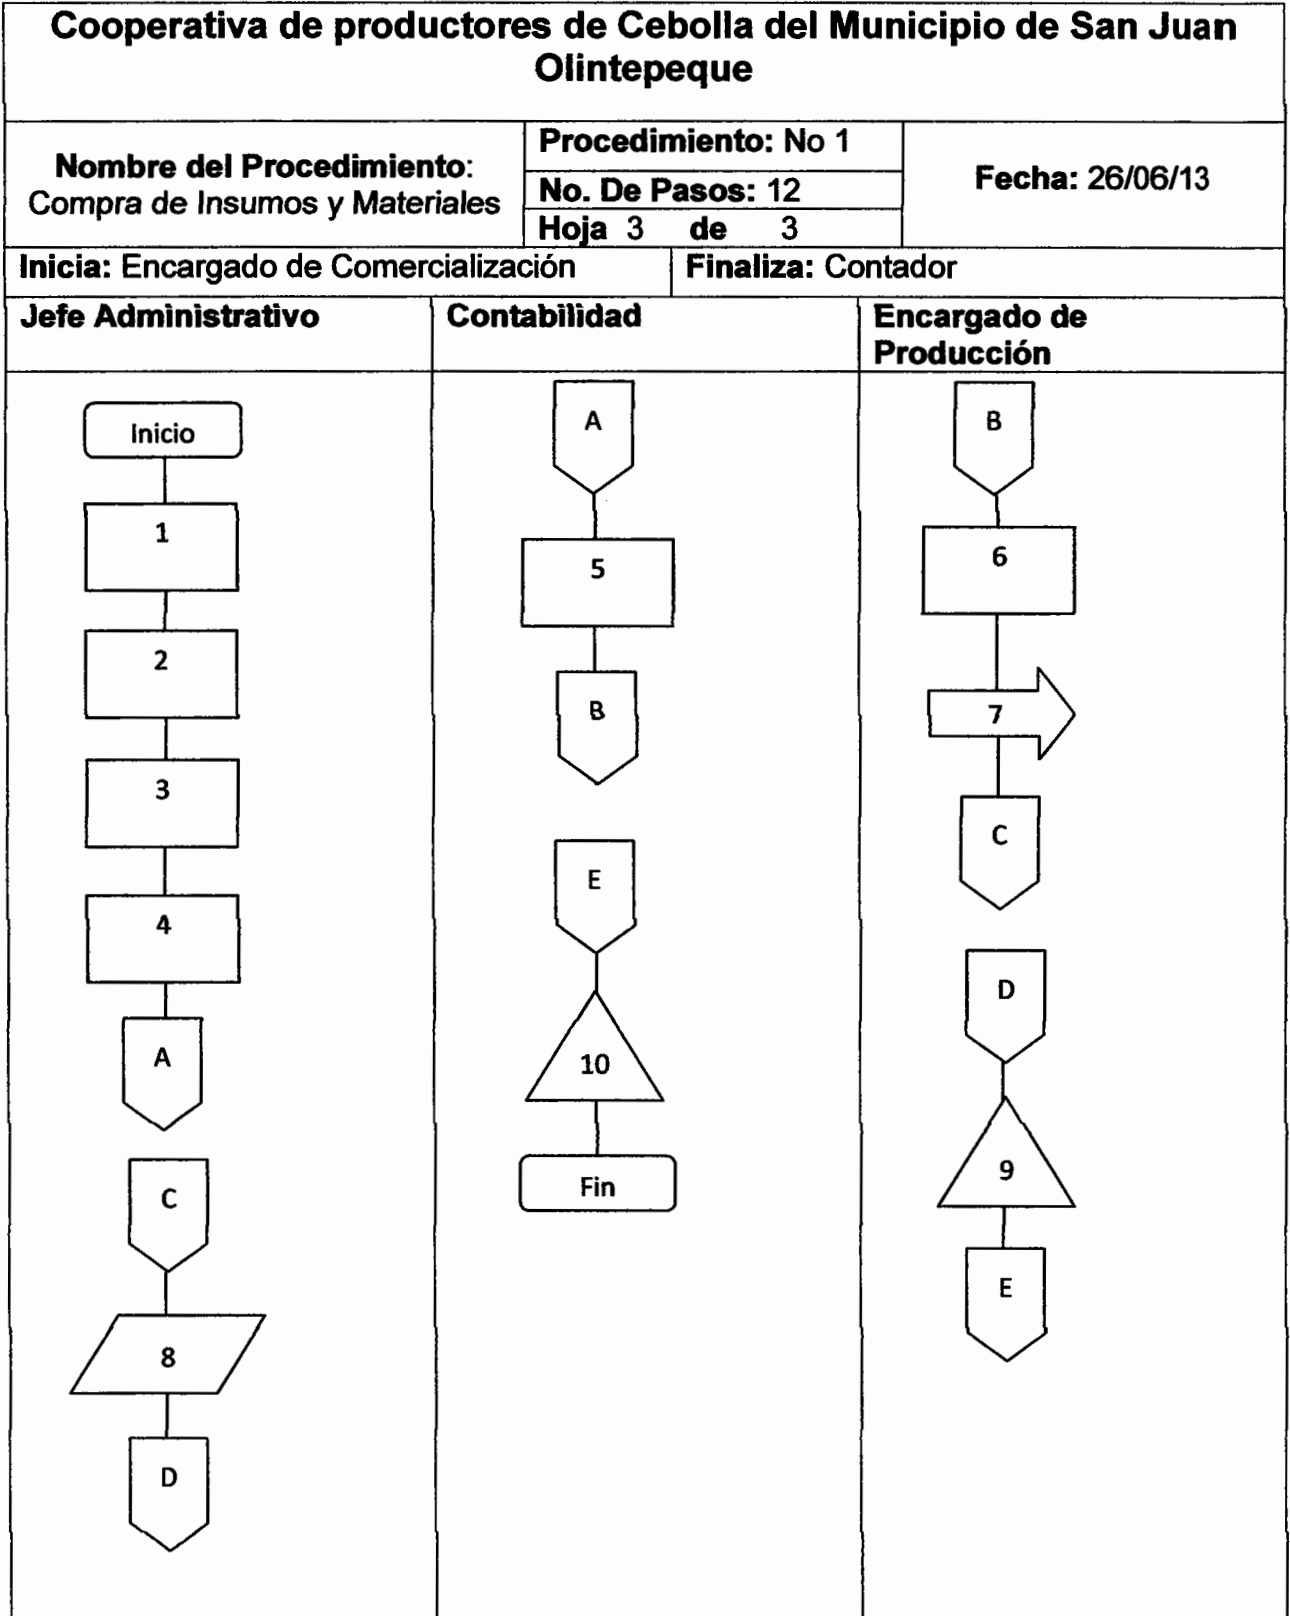 Cooperativa de productores de Cebolla del Municipio de San Juan
Olintepeque
Nombre del Procedimiento:
Compra de Insumos y Materiales
Procedimiento: No 1
No. De Pasos: 12
Hoja 3 de 3
Fecha: 26/06/13
Inicia: Encargado de Comercialización
Finaliza: Contador
Jefe Administrativo
Contabilidad
Encargado de
Producción
Inicio
1
2
3
4
A
C
8
D
A
5
B
E
10
Fin
B
6
7
C
D
9
E